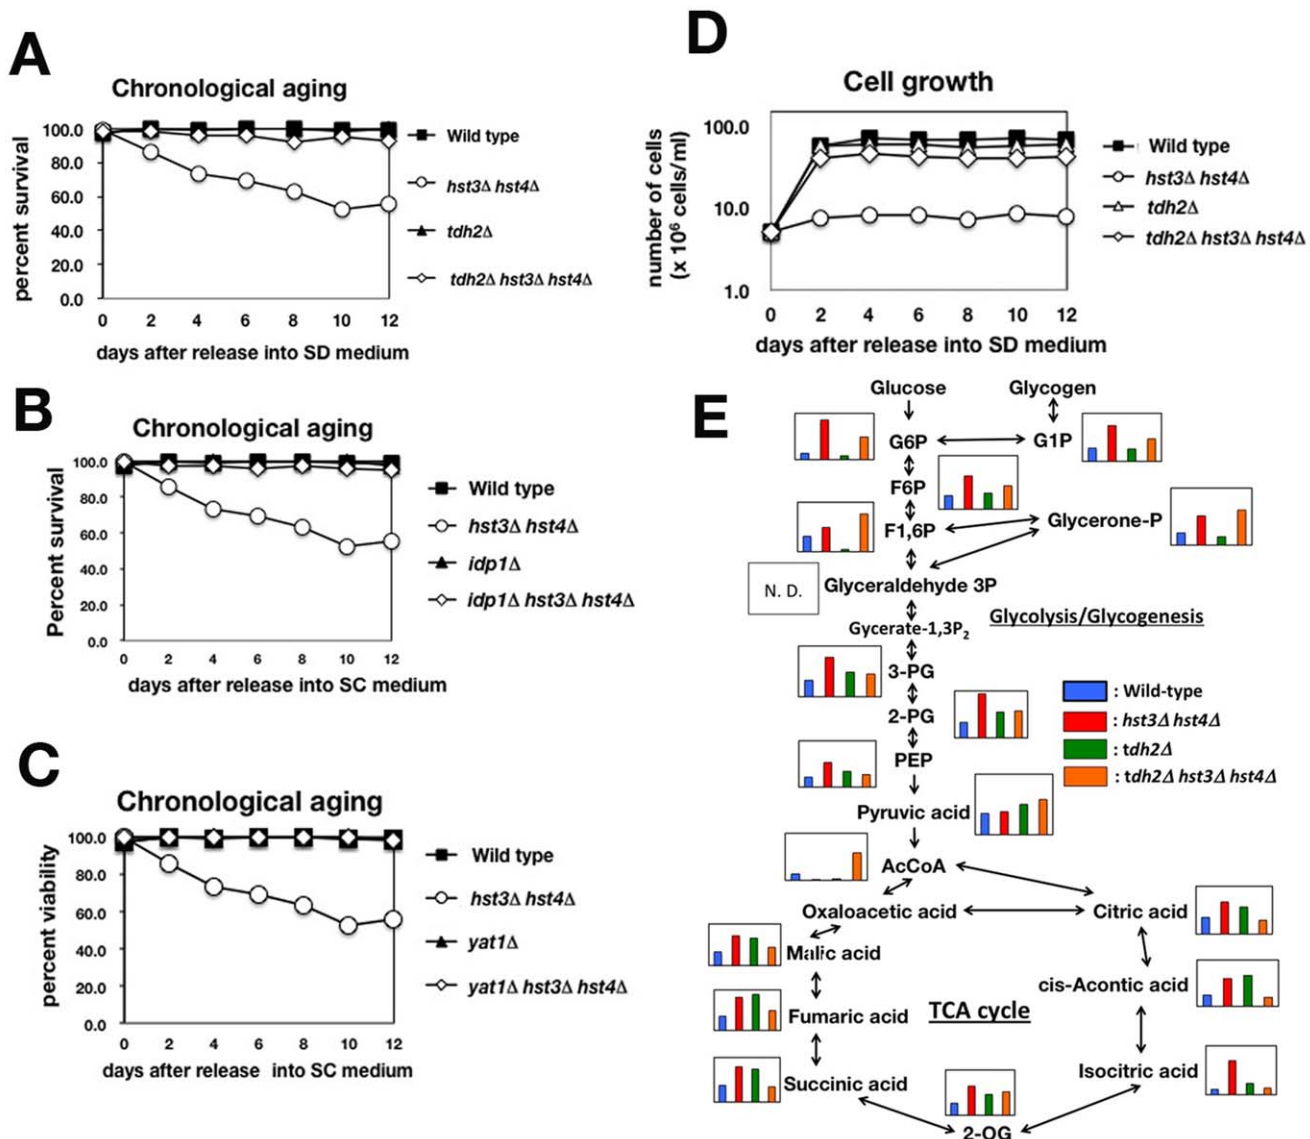 A
Chronological aging
percent survival
100.0
80.0
60.0
40.0
20.0
0.0
0 2 4 6 8 10 12
days after release into SD medium
Wild type
hst3Δ hst4Δ
tdh2Δ
tdh2Δ hst3Δ hst4Δ
B
Chronological aging
Percent survival
100.0
80.0
60.0
40.0
20.0
0.0
0 2 4 6 8 10 12
days after release into SC medium
Wild type
hst3Δ hst4Δ
idp1Δ
idp1Δ hst3Δ hst4Δ
C
Chronological aging
percent viability
100.0
80.0
60.0
40.0
20.0
0.0
0 2 4 6 8 10 12
days after release into SC medium
Wild type
hst3Δ hst4Δ
yat1Δ
yat1Δ hst3Δ hst4Δ
D
Cell growth
number of cells
(x 10⁶ cells/ml)
100.0
10.0
1.0
0 2 4 6 8 10 12
days after release into SD medium
Wild type
hst3Δ hst4Δ
tdh2Δ
tdh2Δ hst3Δ hst4Δ
E
Glucose
Glycogen
G6P
G1P
F6P
F1,6P
Glycerone-P
N. D.
Glyceraldehyde 3P
Gycerate-1,3P₂
Glycolysis/Glycogenesis
3-PG
2-PG
PEP
Pyruvic acid
: Wild-type
: hst3Δ hst4Δ
: tdh2Δ
: tdh2Δ hst3Δ hst4Δ
AcCoA
Oxaloacetic acid
Citric acid
Malic acid
cis-Acontic acid
Fumaric acid
TCA cycle
Succinic acid
Isocitric acid
2-OG